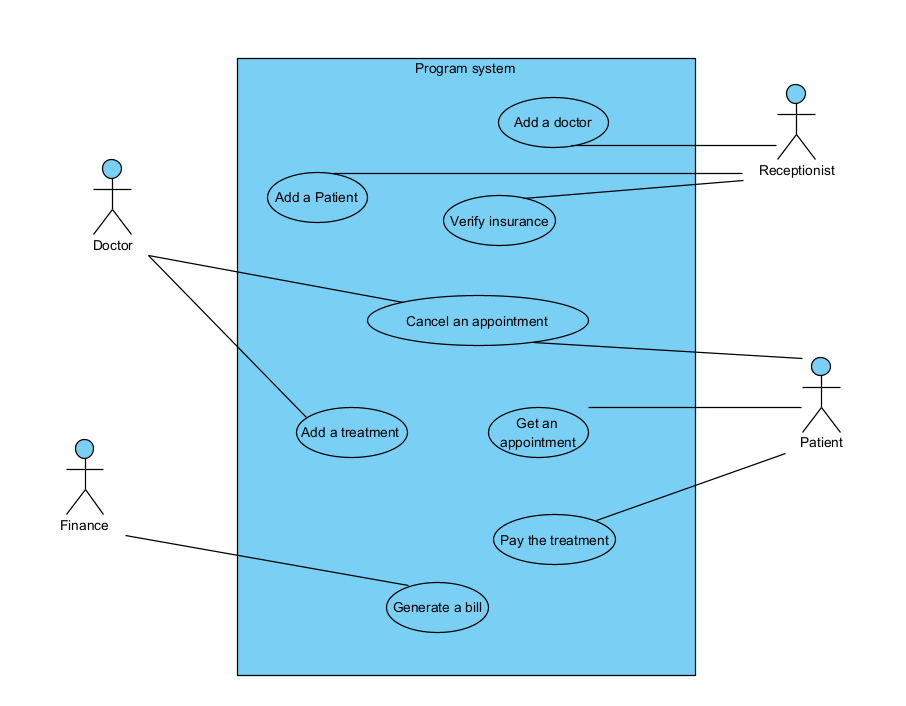 Program system
Add a doctor
Receptionist
Add a Patient
Verify insurance
Doctor
Cancel an appointment
Add a treatment
Get an
appointment
Patient
Finance
Pay the treatment
Generate a bill